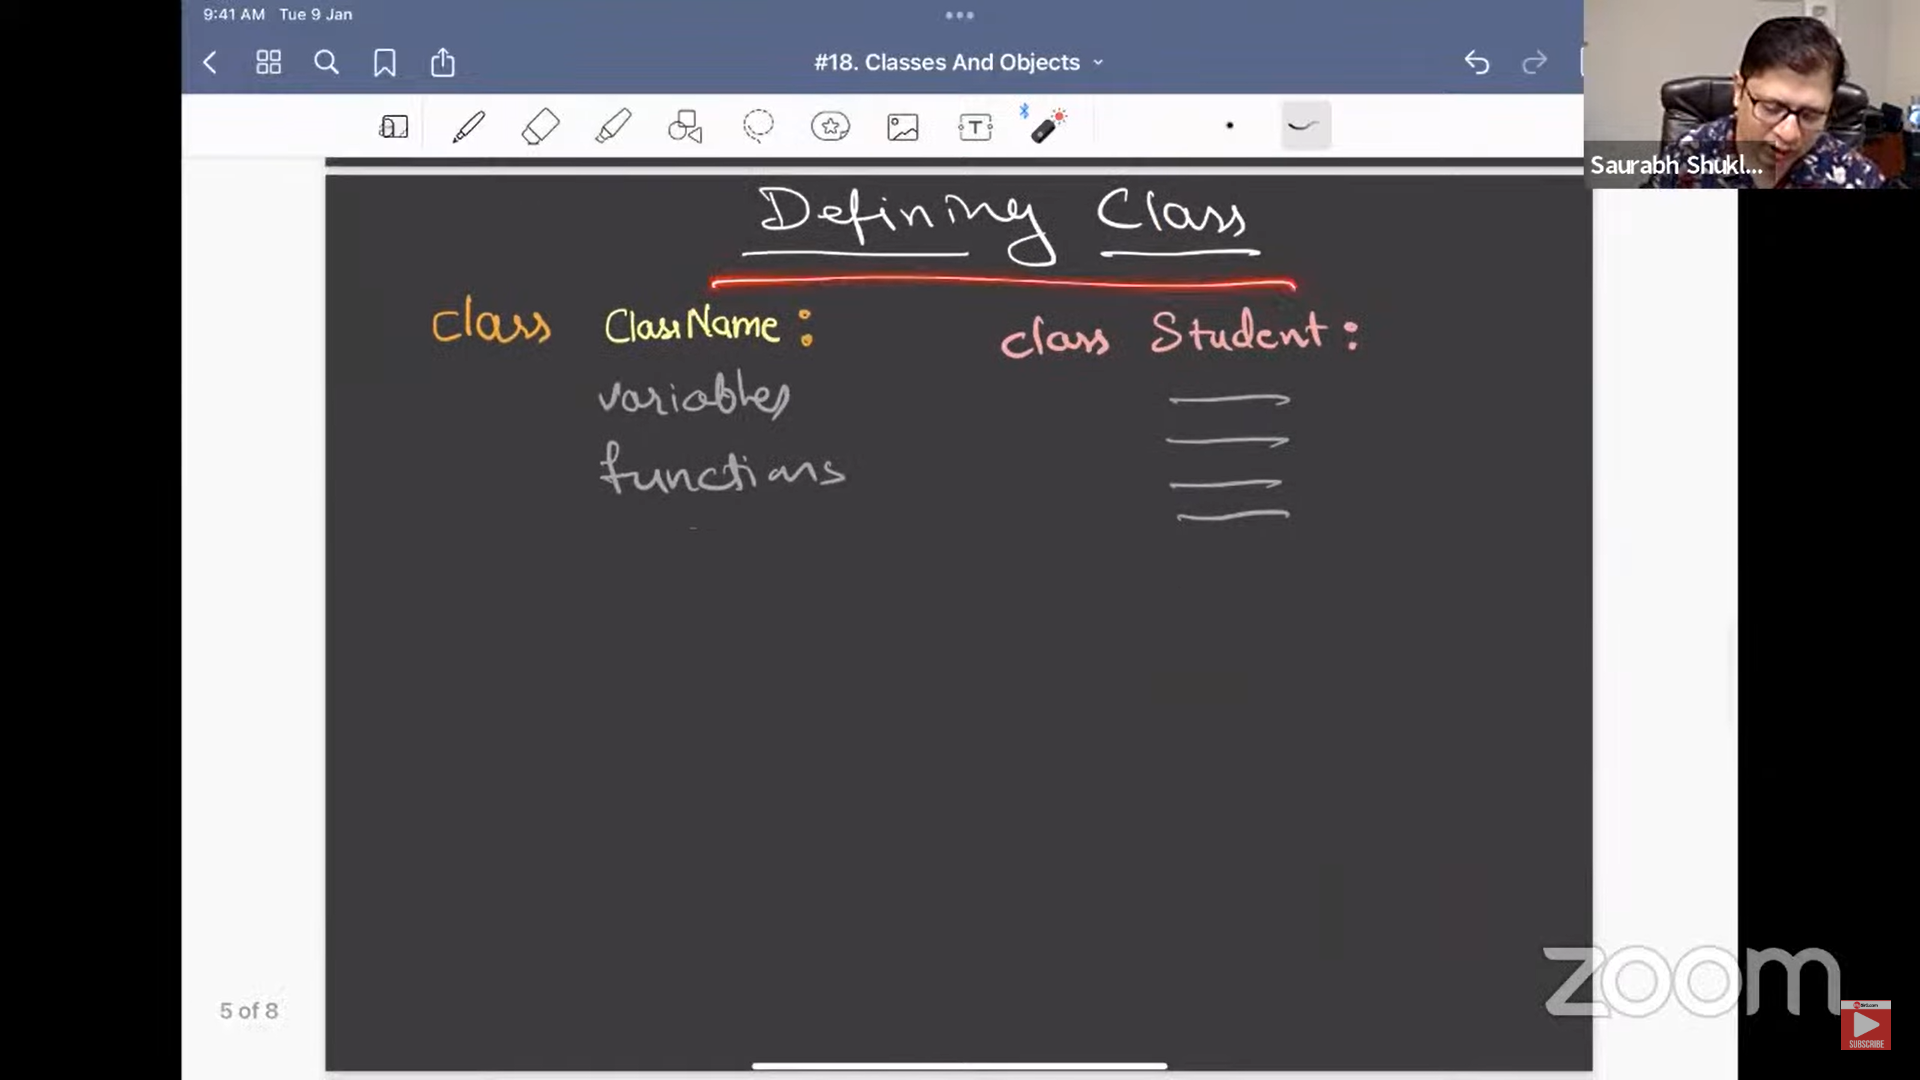 9:41 AM Tue 9 Jan
#18. Classes And Objects
T
Saurabh Shukl...
Defining Class
class ClassName:
class Student:
variables
functions
5 of 8
zoom
SUBSCRIBE